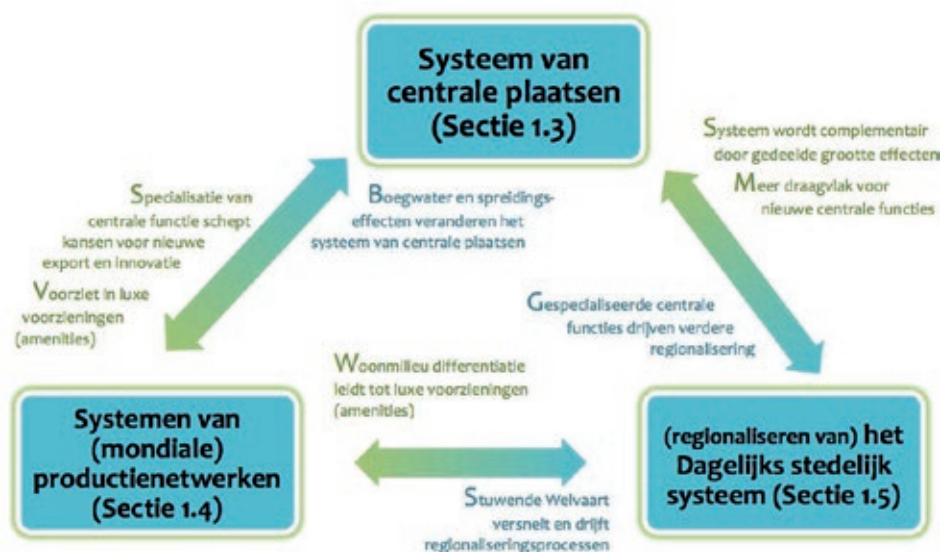 Systeem van
centrale plaatsen
(Sectie 1.3)
Systeem wordt complementair
door gedeelde grootte effecten
Meer draagvlak voor
nieuwe centrale functies
Specialisatie van
centrale functie schept
kansen voor nieuwe
export en innovatie
Voorziet in luxe
voorzieningen
(amenities)
Boegwater en spreidings-
effecten veranderen het
systeem van centrale plaatsen
Gespecialiseerde centrale
functies drijven verdere
regionalisering
Woonmilieu differentiatie
leidt tot luxe voorzieningen
(amenities)
Systemen van
(mondiale)
productienetwerken
(Sectie 1.4)
(regionaliseren van) het
Dagelijks stedelijk
systeem (Sectie 1.5)
Stuwende Welvaart
versnelt en drijft
regionaliseringsprocessen